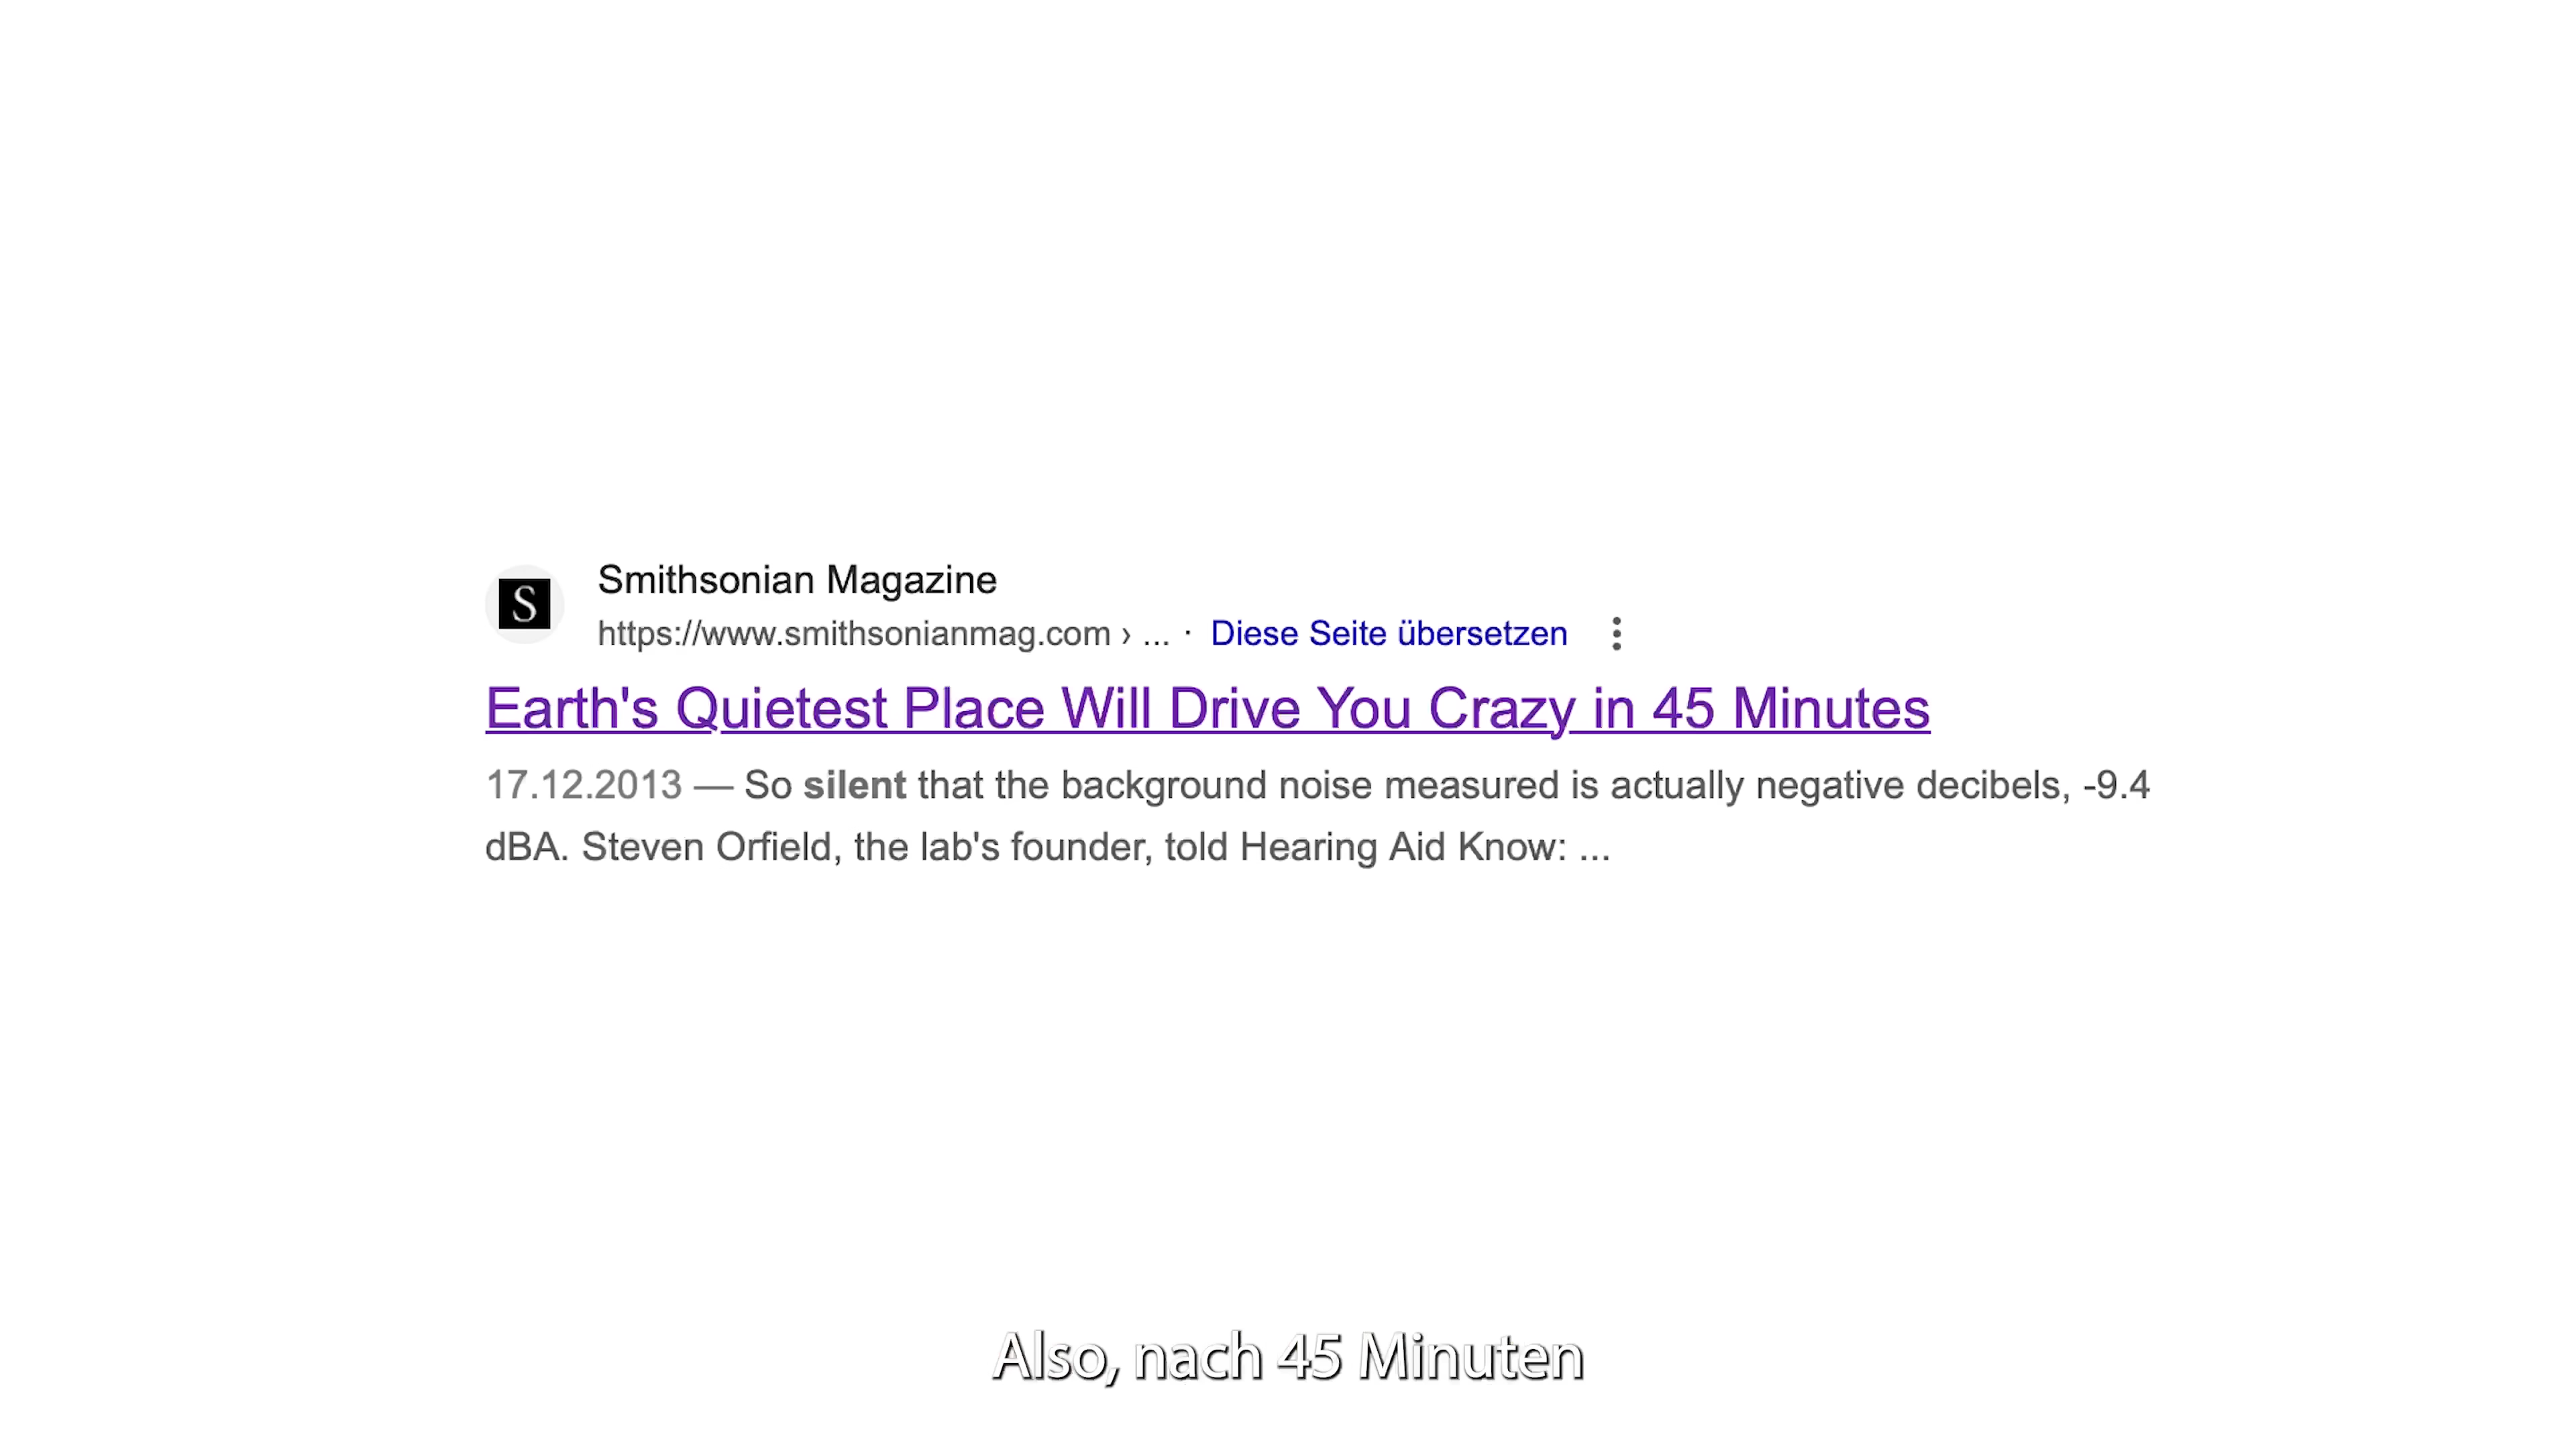 S
Smithsonian Magazine
https://www.smithsonianmag.com › ... · Diese Seite übersetzen
Earth's Quietest Place Will Drive You Crazy in 45 Minutes
17.12.2013 — So silent that the background noise measured is actually negative decibels, -9.4
dBA. Steven Orfield, the lab's founder, told Hearing Aid Know: ...
Also, nach 45 Minuten